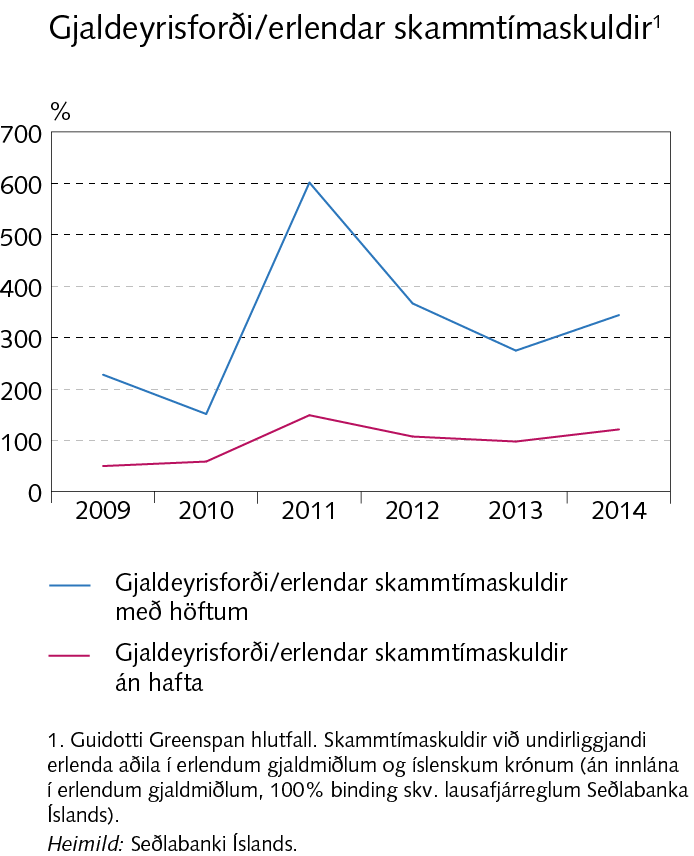 Gjaldeyrisforði/erlendar skammtímaskuldir¹
%
700
600
500
400
300
200
100
0
2009 2010 2011 2012 2013 2014
Gjaldeyrisforði/erlendar skammtímaskuldir
með höftum
Gjaldeyrisforði/erlendar skammtímaskuldir
án hafta
1. Guidotti Greenspan hlutfall. Skammtímaskuldir við undirliggjandi
erlenda aðila í erlendum gjaldmiðlum og íslenskum krónum (án innlána
í erlendum gjaldmiðlum, 100% binding skv. lausafjárreglum Seðlabanka
Íslands).
Heimild: Seðlabanki Íslands.